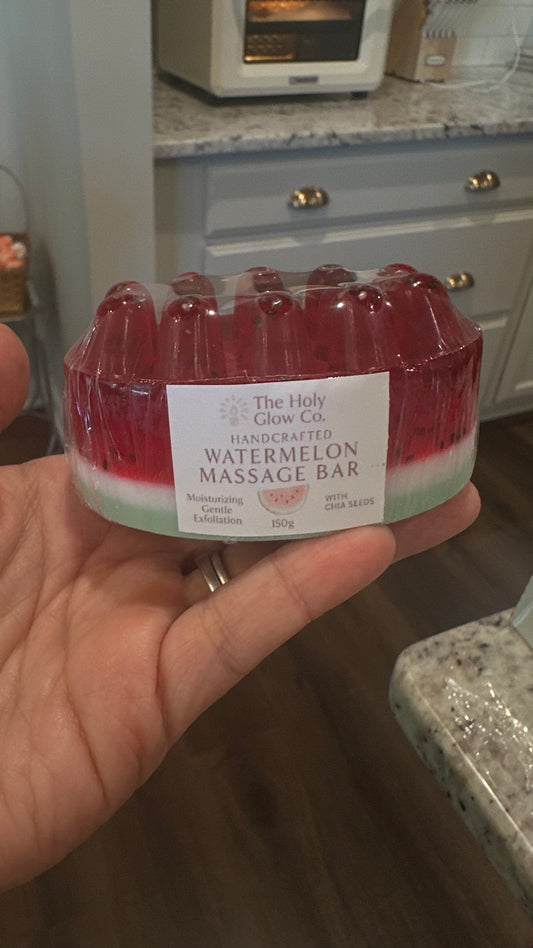 The Holy
Glow Co.
HANDCRAFTED
WATERMELON
MASSAGE BAR
Moisturizing
Gentle
Exfoliation
150g
WITH
CHIA SEEDS